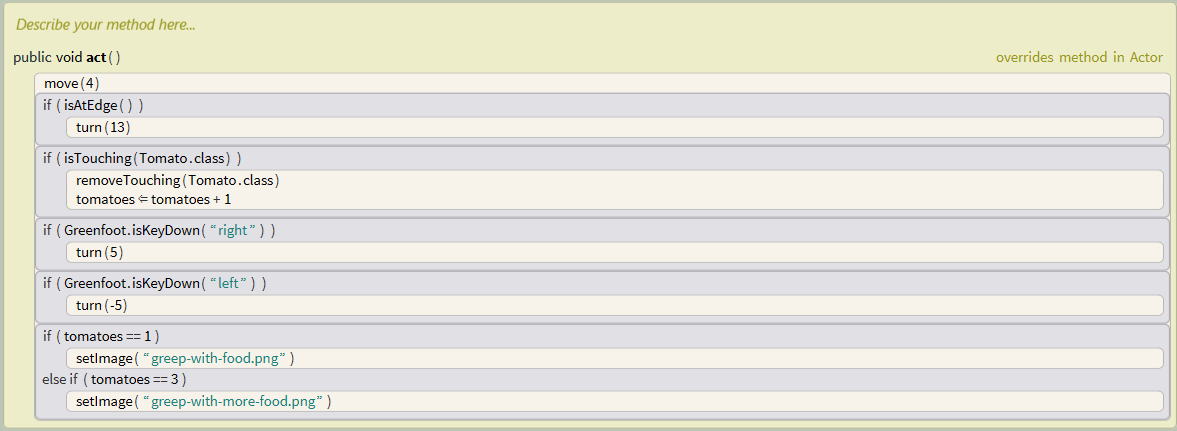 Describe your method here...
public void act()
overrides method in Actor
move(4)
if ( isAtEdge( ) )
turn(13)
if ( isTouching(Tomato.class) )
removeTouching(Tomato.class)
tomatoes ⇐ tomatoes + 1
if ( Greenfoot.isKeyDown( “right” ) )
turn(5)
if ( Greenfoot.isKeyDown( “left” ) )
turn(-5)
if ( tomatoes == 1 )
setImage( “greep-with-food.png” )
else if ( tomatoes == 3 )
setImage( “greep-with-more-food.png” )